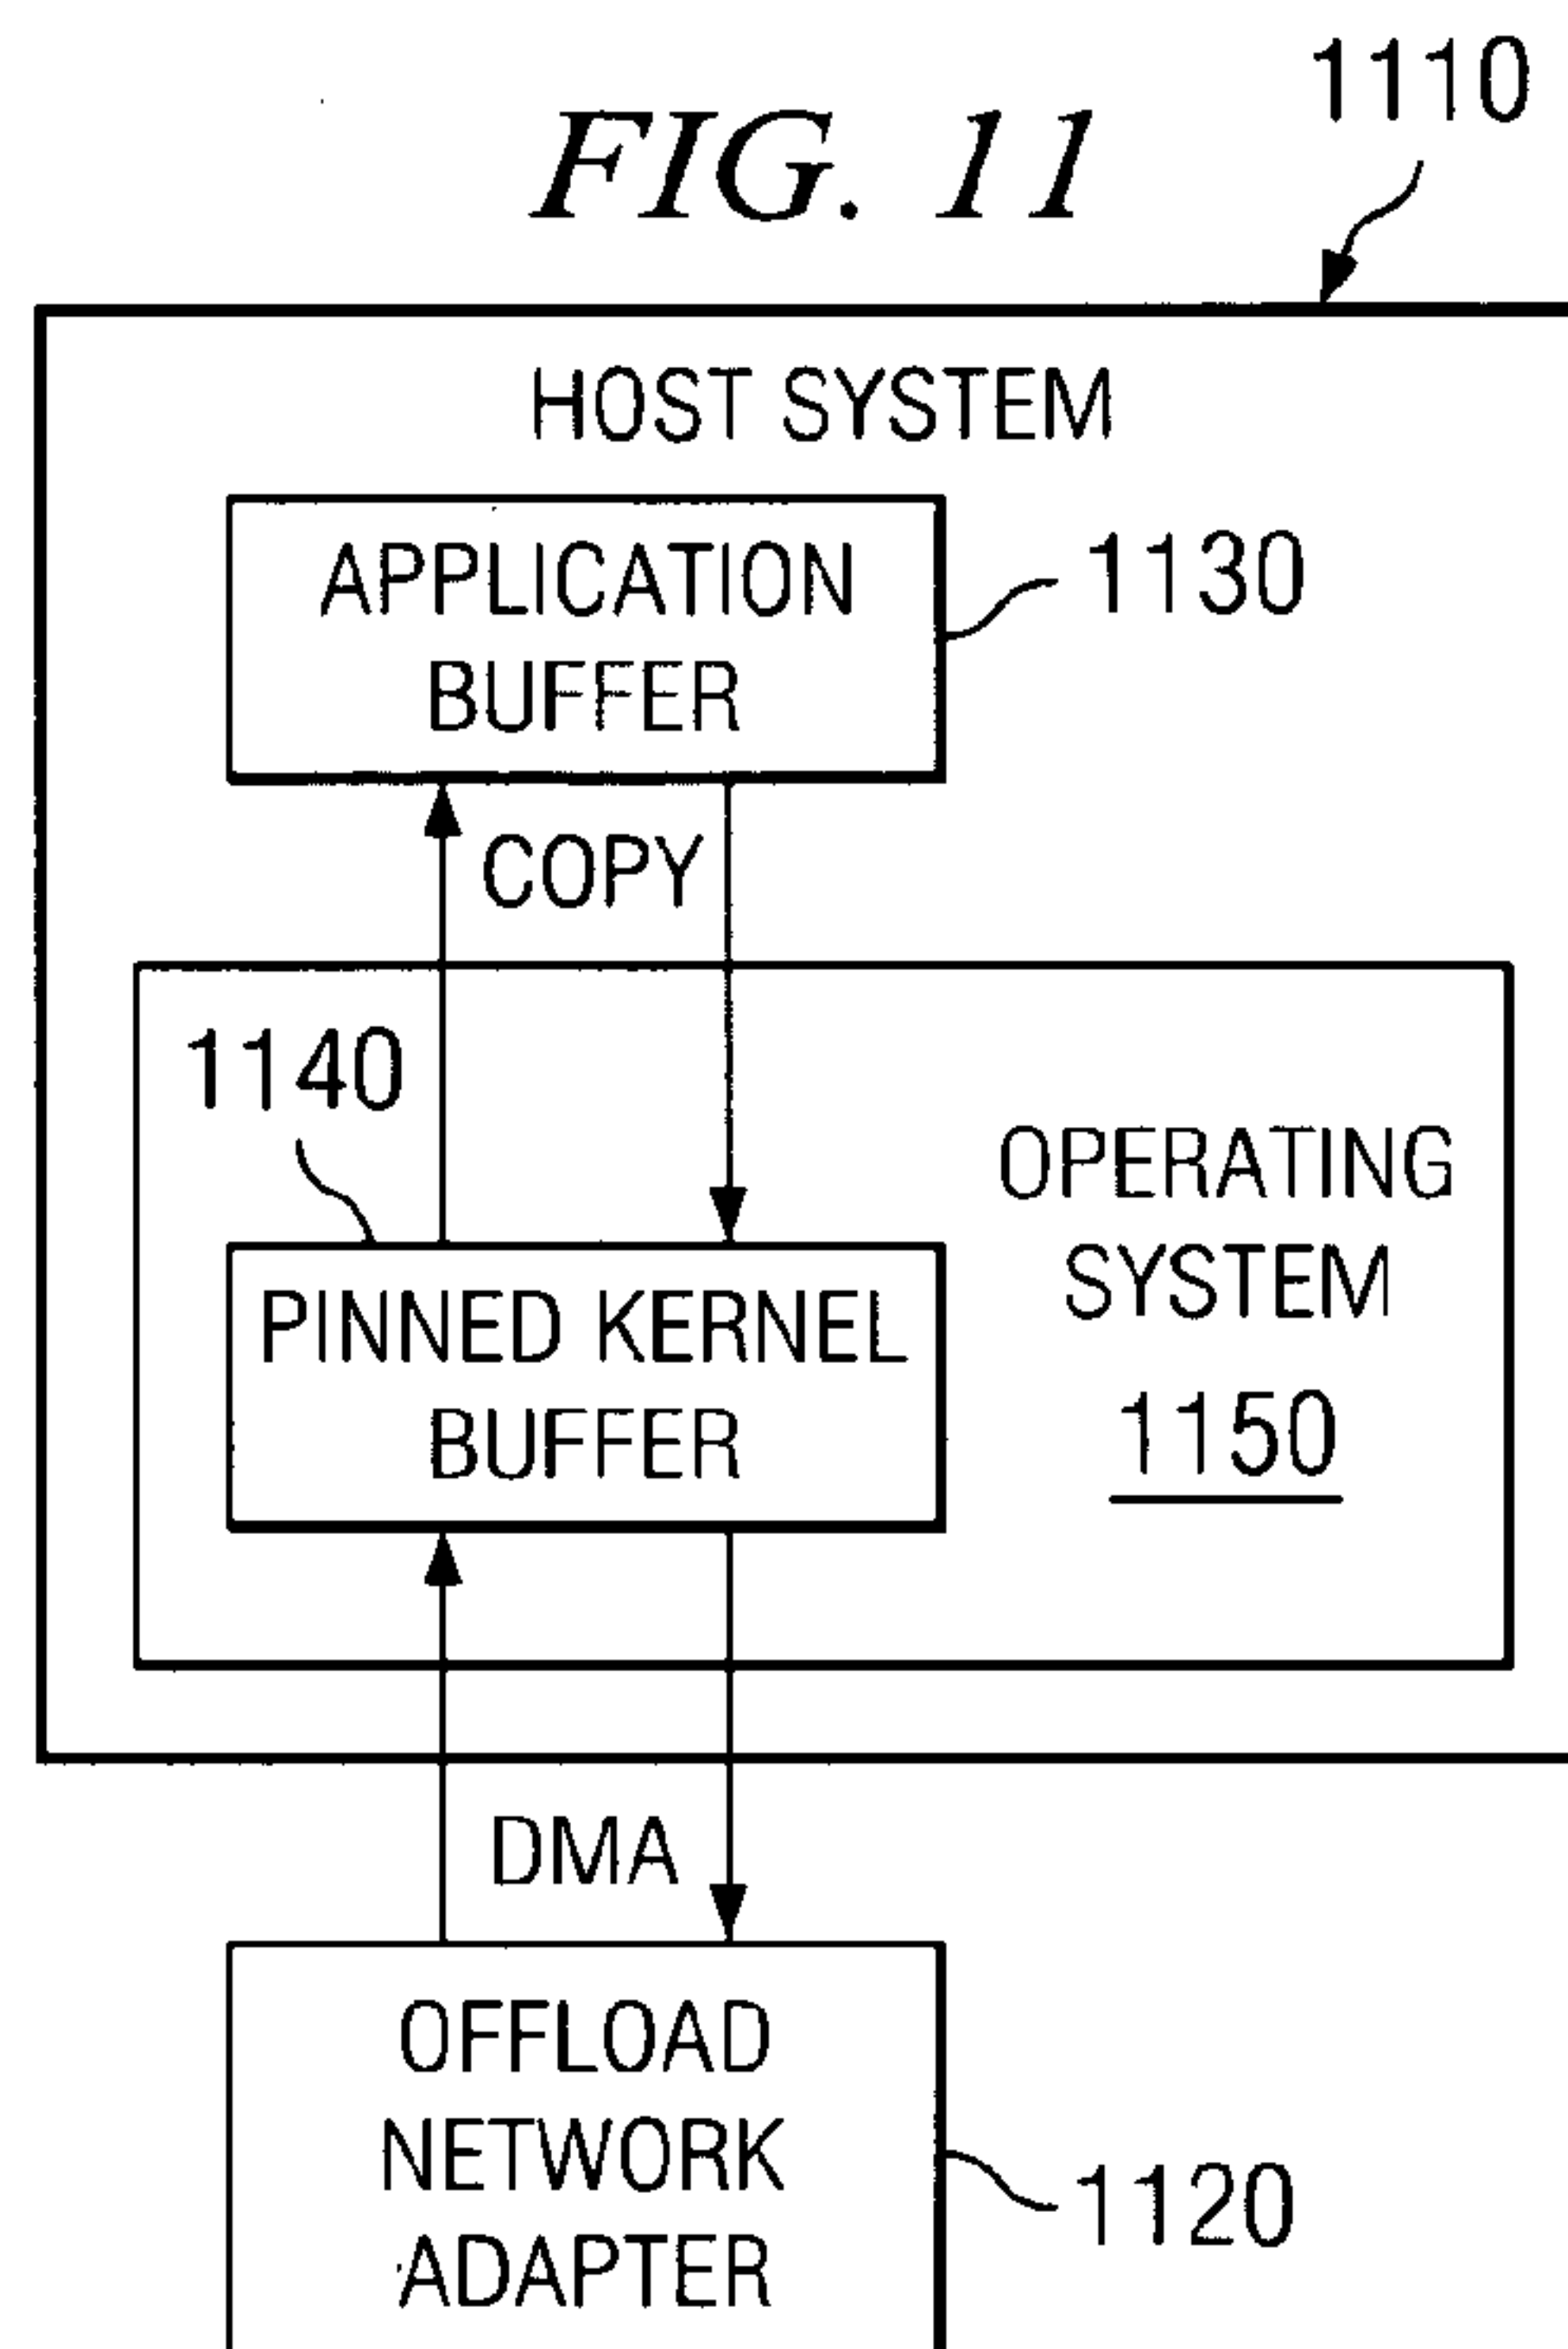 1110
FIG. 11
HOST SYSTEM
APPLICATION
BUFFER
1130
COPY
1140
OPERATING
SYSTEM
1150
PINNED KERNEL
BUFFER
DMA
OFFLOAD
NETWORK
ADAPTER
1120